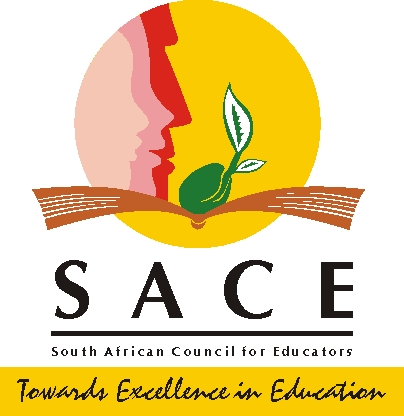 SACE
South African Council for Educators
Towards Excellence in Education